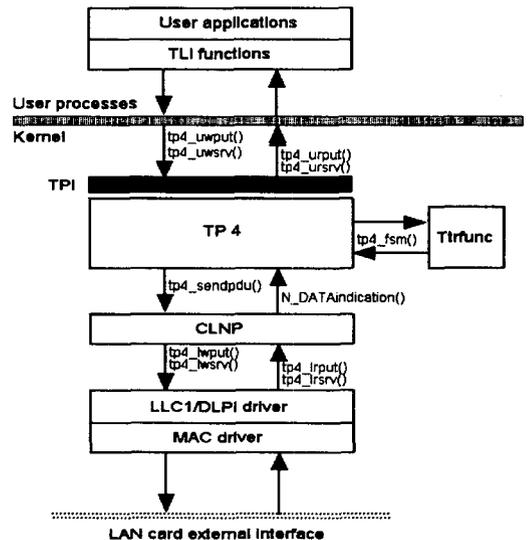 User applications
TLI functions
User processes
Kernel
tp4_uwput()
tp4_uwsrv()
tp4_urput()
tp4_ursrv()
TPI
TP 4
tp4_fsm()
Ttrfunc
tp4_sendpdu()
N_DATAindication()
CLNP
tp4_lwput()
tp4_lwsrv()
tp4_lrput()
tp4_lrsrv()
LLC1/DLPI driver
MAC driver
LAN card external interface